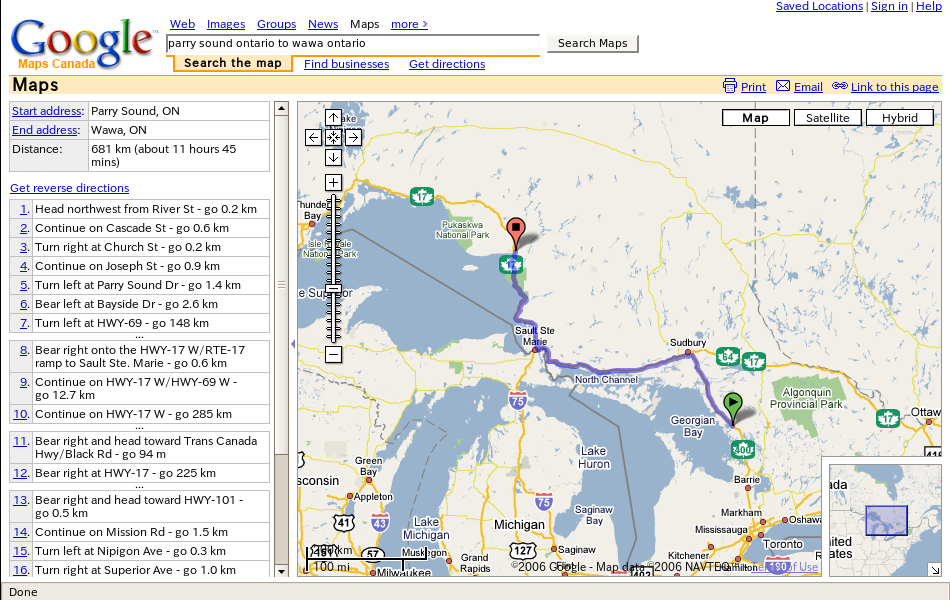 Saved Locations | Sign in | Help
Web Images Groups News Maps more >
Google™
Maps Canada
parry sound ontario to wawa ontario
Search Maps
Search the map Find businesses Get directions
Maps
Print Email Link to this page
Start address: Parry Sound, ON
End address: Wawa, ON
Distance: 681 km (about 11 hours 45
mins)
Get reverse directions
1. Head northwest from River St - go 0.2 km
2. Continue on Cascade St - go 0.6 km
3. Turn right at Church St - go 0.2 km
4. Continue on Joseph St - go 0.9 km
5. Turn left at Parry Sound Dr - go 1.4 km
6. Bear left at Bayside Dr - go 2.6 km
7. Turn left at HWY-69 - go 148 km
...
8. Bear right onto the HWY-17 W/RTE-17
ramp to Sault Ste. Marie - go 0.6 km
9. Continue on HWY-17 W/HWY-69 W -
go 12.7 km
10. Continue on HWY-17 W - go 285 km
...
11. Bear right and head toward Trans Canada
Hwy/Black Rd - go 94 m
12. Bear right at HWY-17 - go 225 km
...
13. Bear right and head toward HWY-101 -
go 0.5 km
14. Continue on Mission Rd - go 1.5 km
15. Turn left at Nipigon Ave - go 0.3 km
16. Turn right at Superior Ave - go 1.0 km
Map Satellite Hybrid
ake
hunder
Bay
17
Pukaskwa
National Park
Isle Royale
National Park
17
e Superior
Sault Ste
Marie
Sudbury
64
17
North Channel
75
Algonquin
Provincial Park
Georgian
Bay
17
Ottaw
400
Lake
Huron
Green
Bay
sconsin
Appleton
Barrie
75
Saginaw
Bay
41
43
Lake
Michigan
Michigan
Markham
Oshawa
Mississauga
Toronto
57
127
Saginaw
Kitchener
Hamilton
Grand
Rapids
100 km
100 mi
Milwaukee
402
190
©2006 Google - Map data ©2006 NAVTEQ™ - Terms of Use
ada
nited
ates
Done